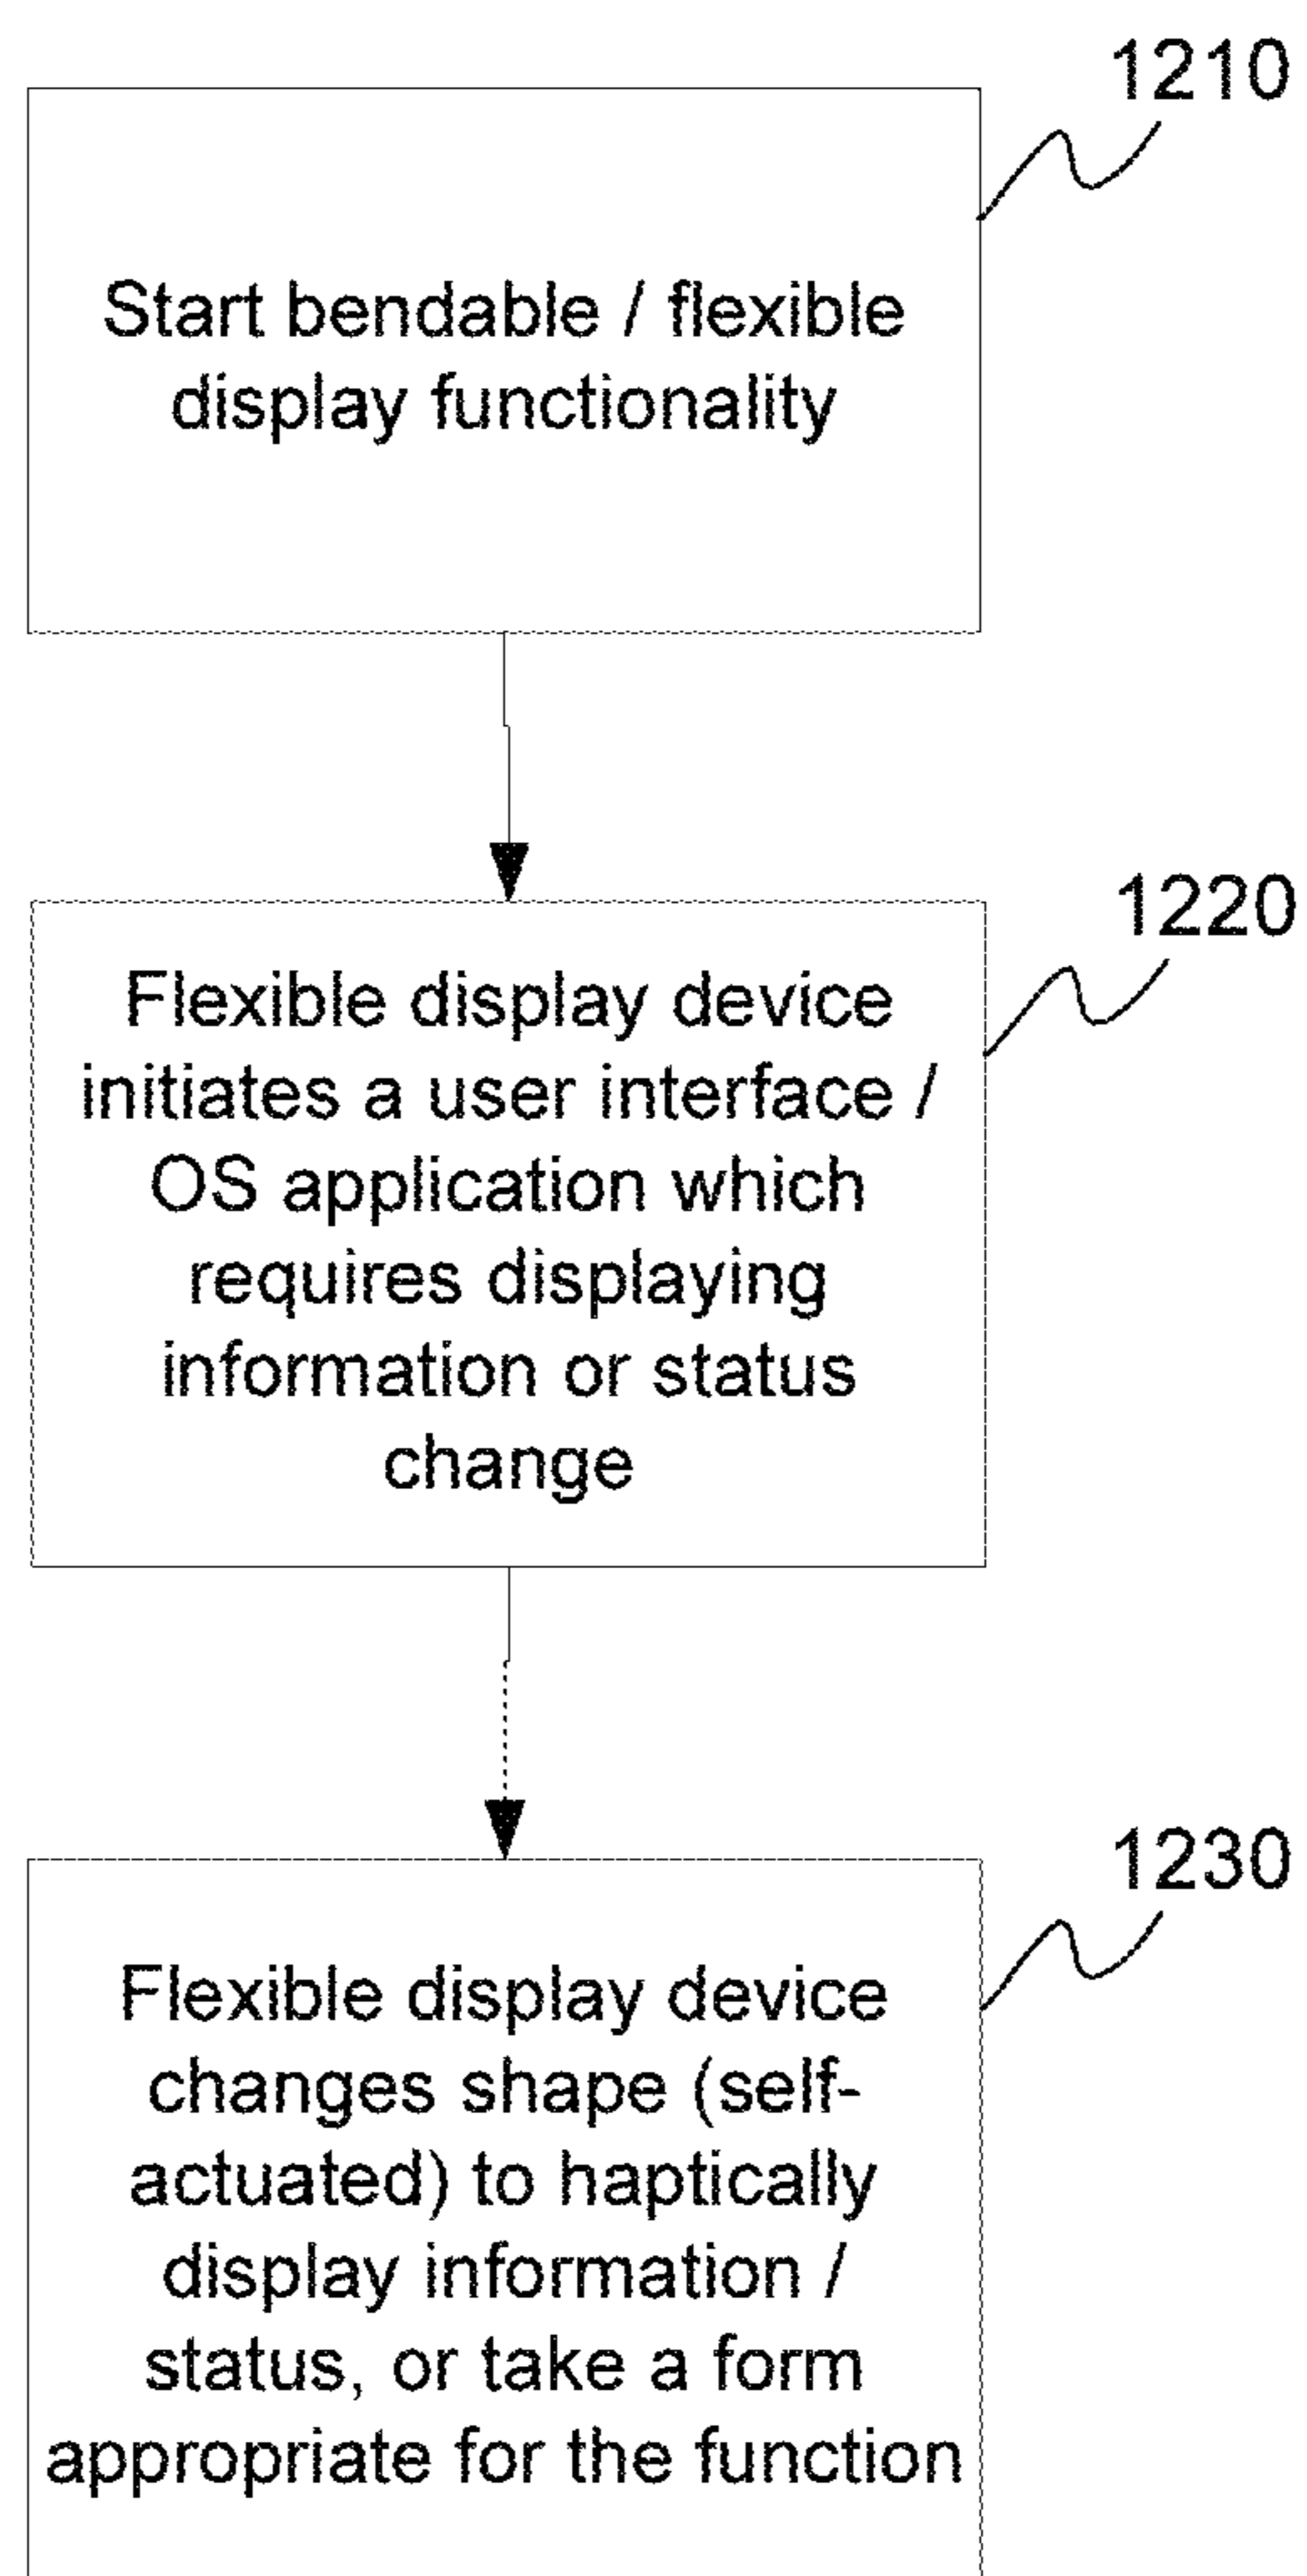 1210
Start bendable / flexible
display functionality
1220
Flexible display device
initiates a user interface /
OS application which
requires displaying
information or status
change
1230
Flexible display device
changes shape (self-
actuated) to haptically
display information /
status, or take a form
appropriate for the function